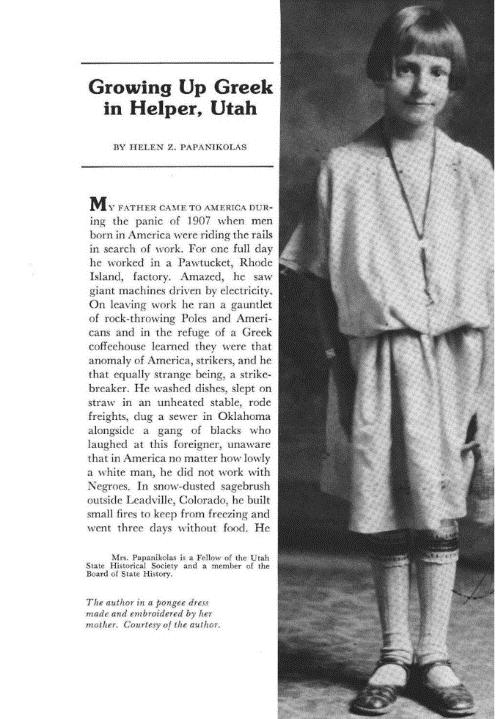 Growing Up Greek
in Helper, Utah
BY HELEN Z. PAPANIKOLAS
MY FATHER CAME TO AMERICA DUR-
ing the panic of 1907 when men
born in America were riding the rails
in search of work. For one full day
he worked in a Pawtucket, Rhode
Island, factory. Amazed, he saw
giant machines driven by electricity.
On leaving work he ran a gauntlet
of rock-throwing Poles and Ameri-
cans and in the refuge of a Greek
coffeehouse learned they were that
anomaly of America, strikers, and he
that equally strange being, a strike-
breaker. He washed dishes, slept on
straw in an unheated stable, rode
freights, dug a sewer in Oklahoma
alongside a gang of blacks who
laughed at this foreigner, unaware
that in America no matter how lowly
a white man, he did not work with
Negroes. In snow-dusted sagebrush
outside Leadville, Colorado, he built
small fires to keep from freezing and
went three days without food. He
Mrs. Papanikolas is a Fellow of the Utah
State Historical Society and a member of the
Board of State History.
The author in a pongee dress
made and embroidered by her
mother. Courtesy of the author.